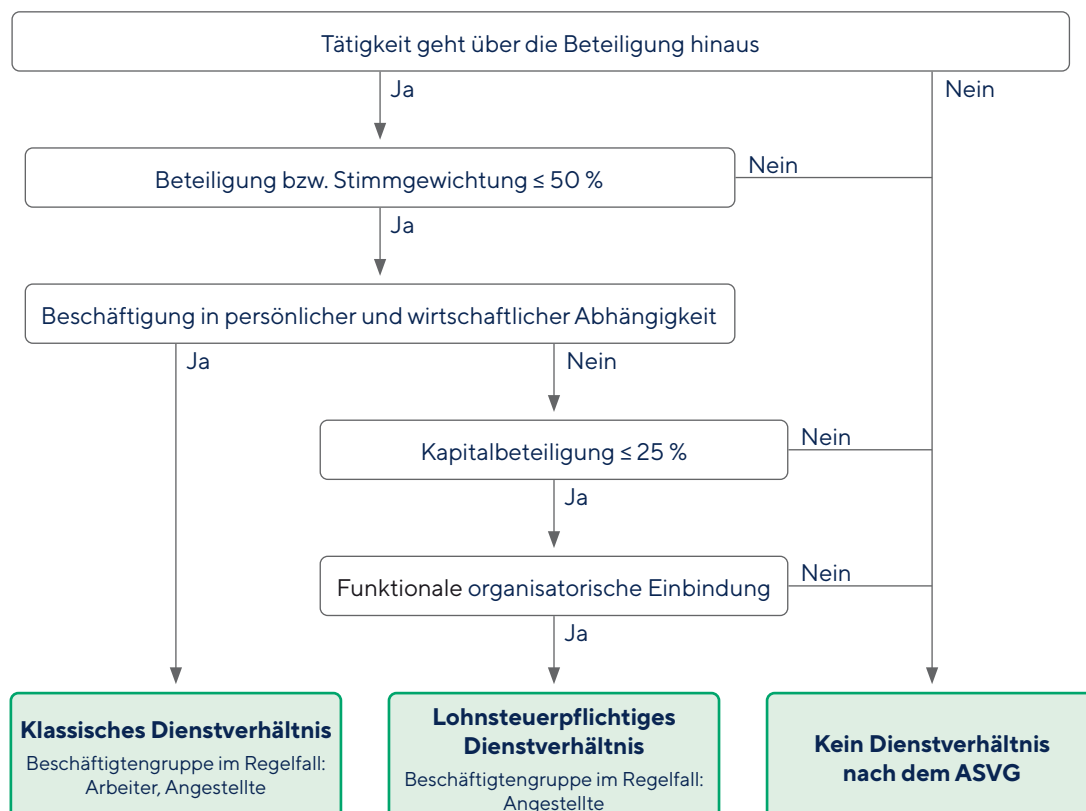 Tätigkeit geht über die Beteiligung hinaus
Ja
Nein
Beteiligung bzw. Stimmgewichtung ≤ 50 %
Nein
Ja
Beschäftigung in persönlicher und wirtschaftlicher Abhängigkeit
Ja
Nein
Kapitalbeteiligung ≤ 25 %
Nein
Ja
Funktionale organisatorische Einbindung
Nein
Ja
Klassisches Dienstverhältnis
Beschäftigtengruppe im Regelfall:
Arbeiter, Angestellte
Lohnsteuerpflichtiges
Dienstverhältnis
Beschäftigtengruppe im Regelfall:
Angestellte
Kein Dienstverhältnis
nach dem ASVG